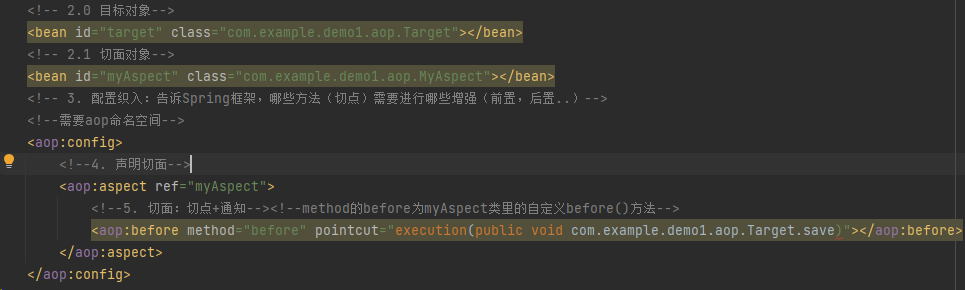 <!-- 2.0 目标对象-->
<bean id="target" class="com.example.demo1.aop.Target"></bean>
<!-- 2.1 切面对象-->
<bean id="myAspect" class="com.example.demo1.aop.MyAspect"></bean>
<!-- 3. 配置织入：告诉Spring框架，哪些方法（切点）需要进行哪些增强（前置，后置..）-->
<!--需要aop命名空间-->
<aop:config>
<!--4. 声明切面-->
<aop:aspect ref="myAspect">
<!--5. 切面：切点+通知--><!--method的before为myAspect类里的自定义before()方法-->
<aop:before method="before" pointcut="execution(public void com.example.demo1.aop.Target.save)"></aop:before>
</aop:aspect>
</aop:config>